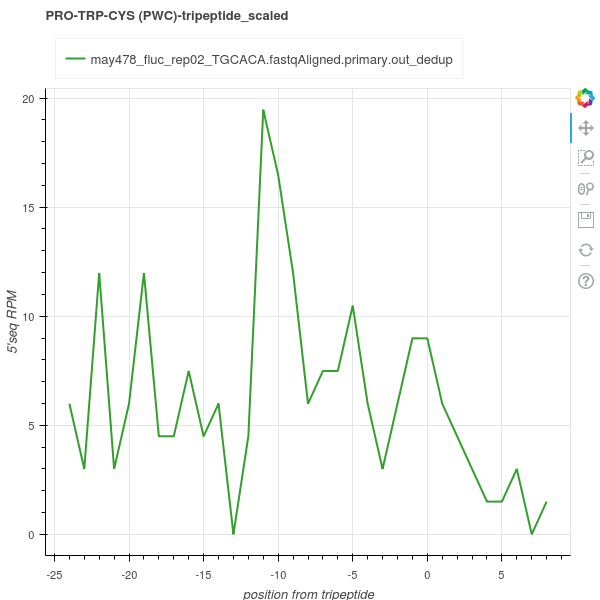 PRO-TRP-CYS (PWC)-tripeptide_scaled
may478_fluc_rep02_TGCACA.fastqAligned.primary.out_dedup
20
15
10
5
0
5'seq RPM
-25 -20 -15 -10 -5 0 5
position from tripeptide
?